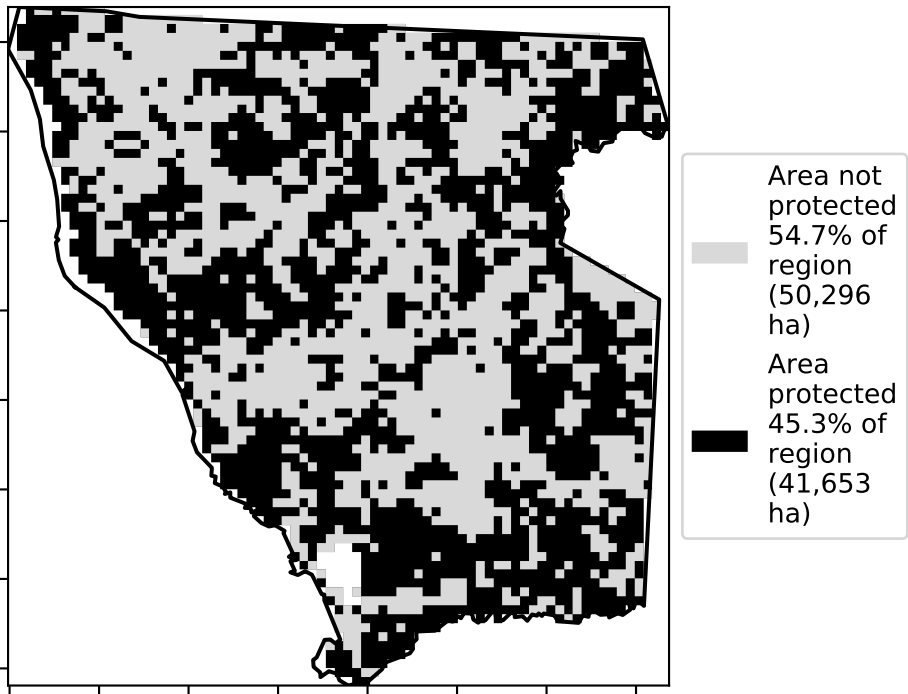 Area not
protected
54.7% of
region
(50,296
ha)
Area
protected
45.3% of
region
(41,653
ha)